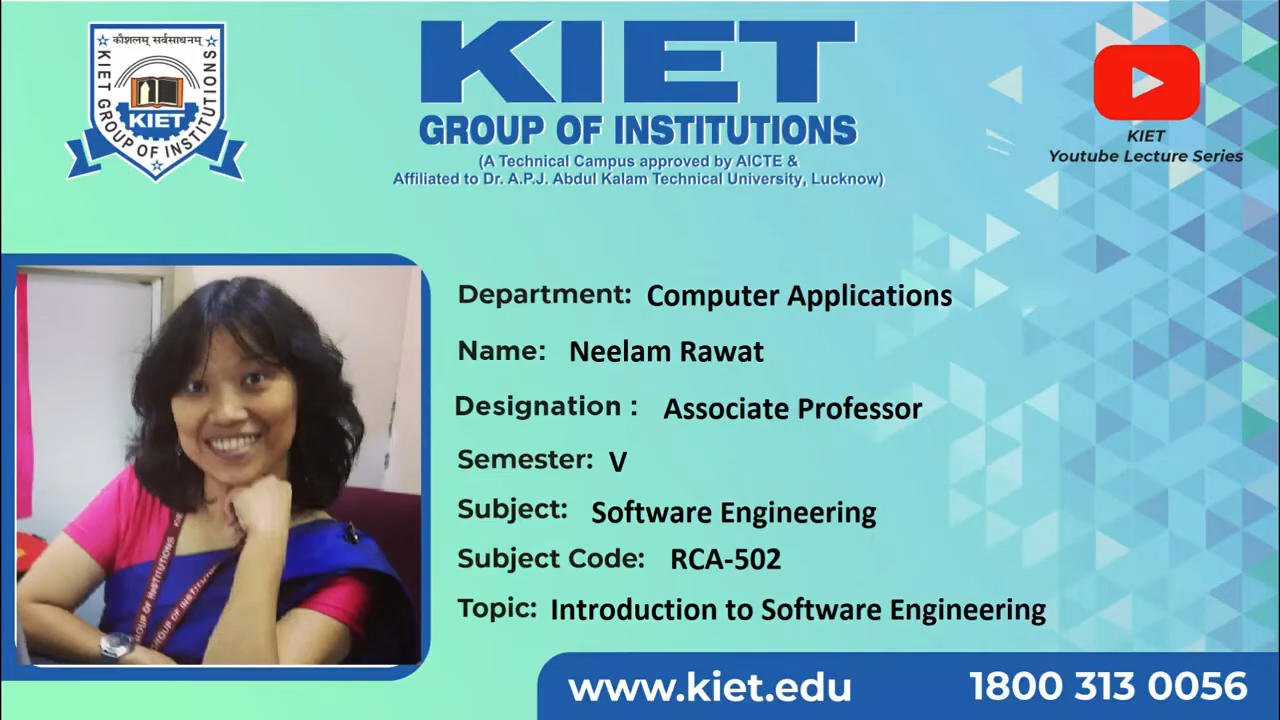 कौशलम् सर्वसाधनम्
KIET GROUP OF INSTITUTIONS
KIET
KIET
GROUP OF INSTITUTIONS
(A Technical Campus approved by AICTE &
Affiliated to Dr. A.P.J. Abdul Kalam Technical University, Lucknow)
KIET
Youtube Lecture Series
Department: Computer Applications
Name: Neelam Rawat
Designation : Associate Professor
Semester: V
Subject: Software Engineering
Subject Code: RCA-502
Topic: Introduction to Software Engineering
GROUP OF INSTITUTIONS
www.kiet.edu
1800 313 0056